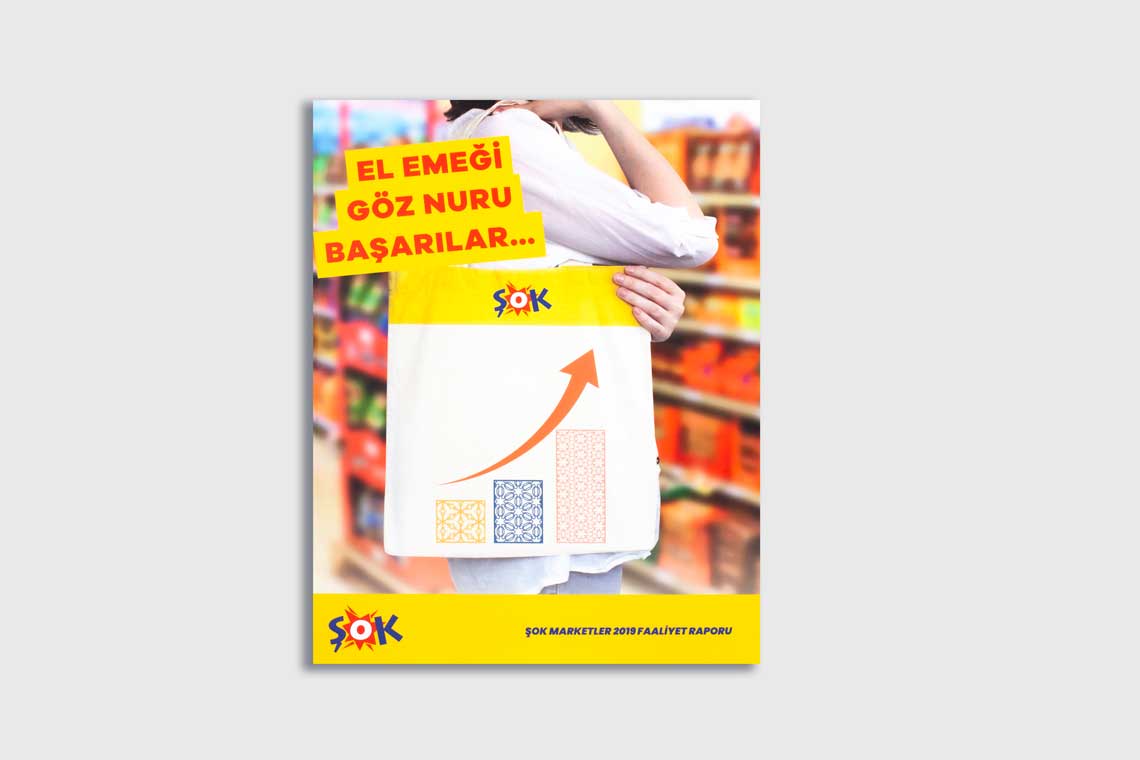 EL EMEĞİ
GÖZ NURU
BAŞARILAR...
ŞOK
ŞOK
ŞOK MARKETLER 2019 FAALİYET RAPORU